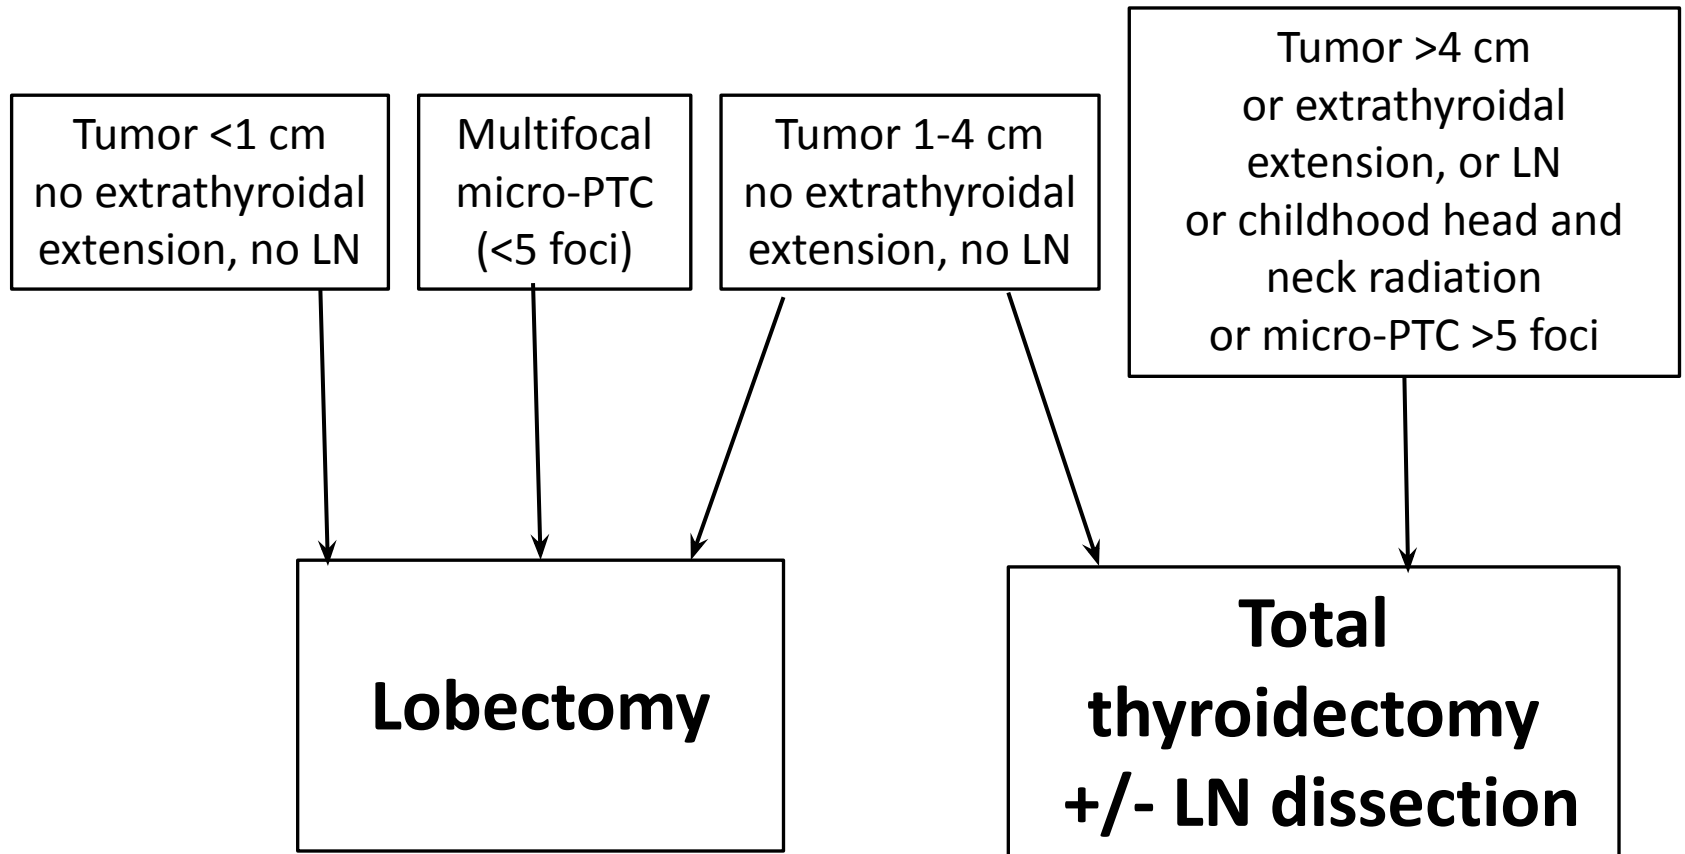 Tumor <1 cm
no extrathyroidal
extension, no LN
Multifocal
micro-PTC
(<5 foci)
Tumor 1-4 cm
no extrathyroidal
extension, no LN
Tumor >4 cm
or extrathyroidal
extension, or LN
or childhood head and
neck radiation
or micro-PTC >5 foci
Lobectomy
Total
thyroidectomy
+/- LN dissection